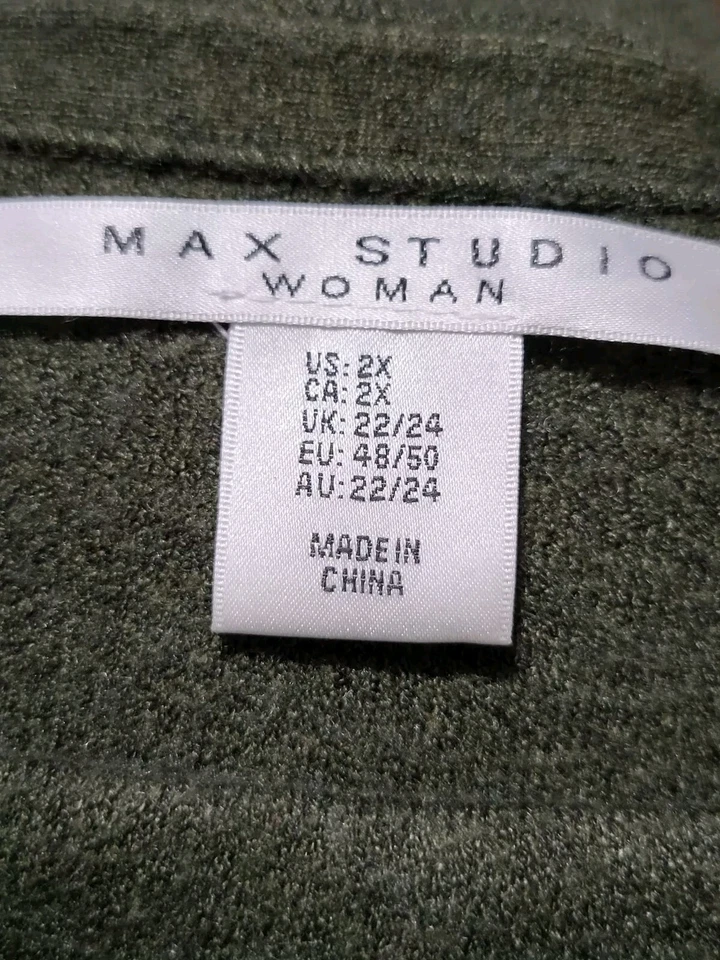 MAX STUDIO
WOMAN
US: 2X
CA: 2X
UK: 22/24
EU: 48/50
AU: 22/24
MADE IN
CHINA